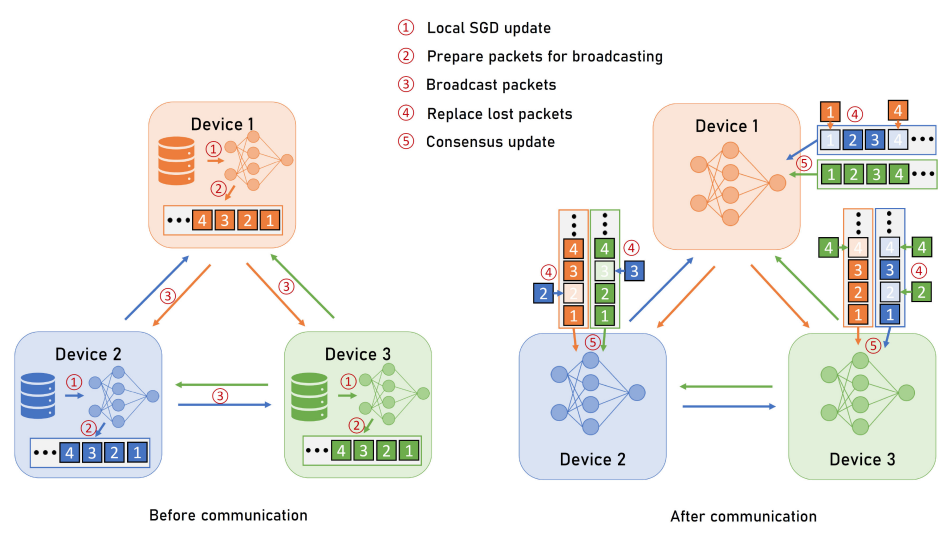 1 Local SGD update
2 Prepare packets for broadcasting
3 Broadcast packets
4 Replace lost packets
5 Consensus update
Device 1
1
2
••• 4 3 2 1
3
3
Device 2
1
2
••• 4 3 2 1
3
Device 3
1
2
••• 4 3 2 1
Before communication
Device 1
1 4 4
1 2 3 4 •••
5
1 2 3 4 •••
4 4
3 3 4 3
4 2 2 2
1 1
5
Device 2
4 4 4 4
3 3 4
2 2 2
1 1
5
Device 3
After communication